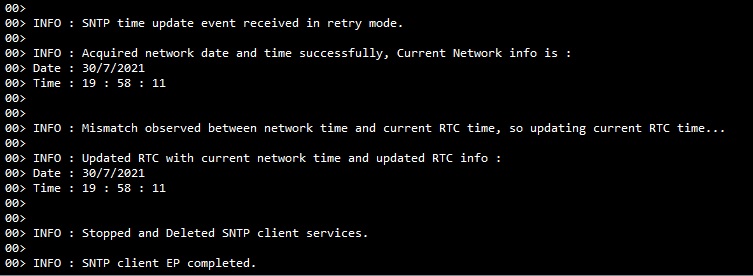 00>
00> INFO : SNTP time update event received in retry mode.
00>
00> INFO : Acquired network date and time successfully, Current Network info is :
00> Date : 30/7/2021
00> Time : 19 : 58 : 11
00>
00>
00> INFO : Mismatch observed between network time and current RTC time, so updating current RTC time...
00>
00> INFO : Updated RTC with current network time and updated RTC info :
00> Date : 30/7/2021
00> Time : 19 : 58 : 11
00>
00>
00> INFO : Stopped and Deleted SNTP client services.
00>
00> INFO : SNTP client EP completed.